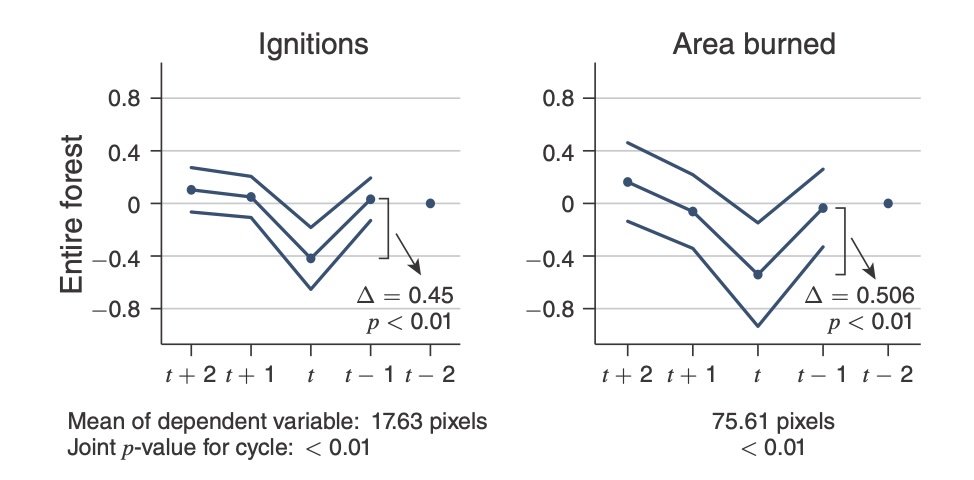 Ignitions
Entire forest
0.8
0.4
0
−0.4
−0.8
Δ = 0.45
p < 0.01
t + 2 t + 1 t t − 1 t − 2
Area burned
0.8
0.4
0
−0.4
−0.8
Δ = 0.506
p < 0.01
t + 2 t + 1 t t − 1 t − 2
Mean of dependent variable: 17.63 pixels 75.61 pixels
Joint p-value for cycle: < 0.01 < 0.01